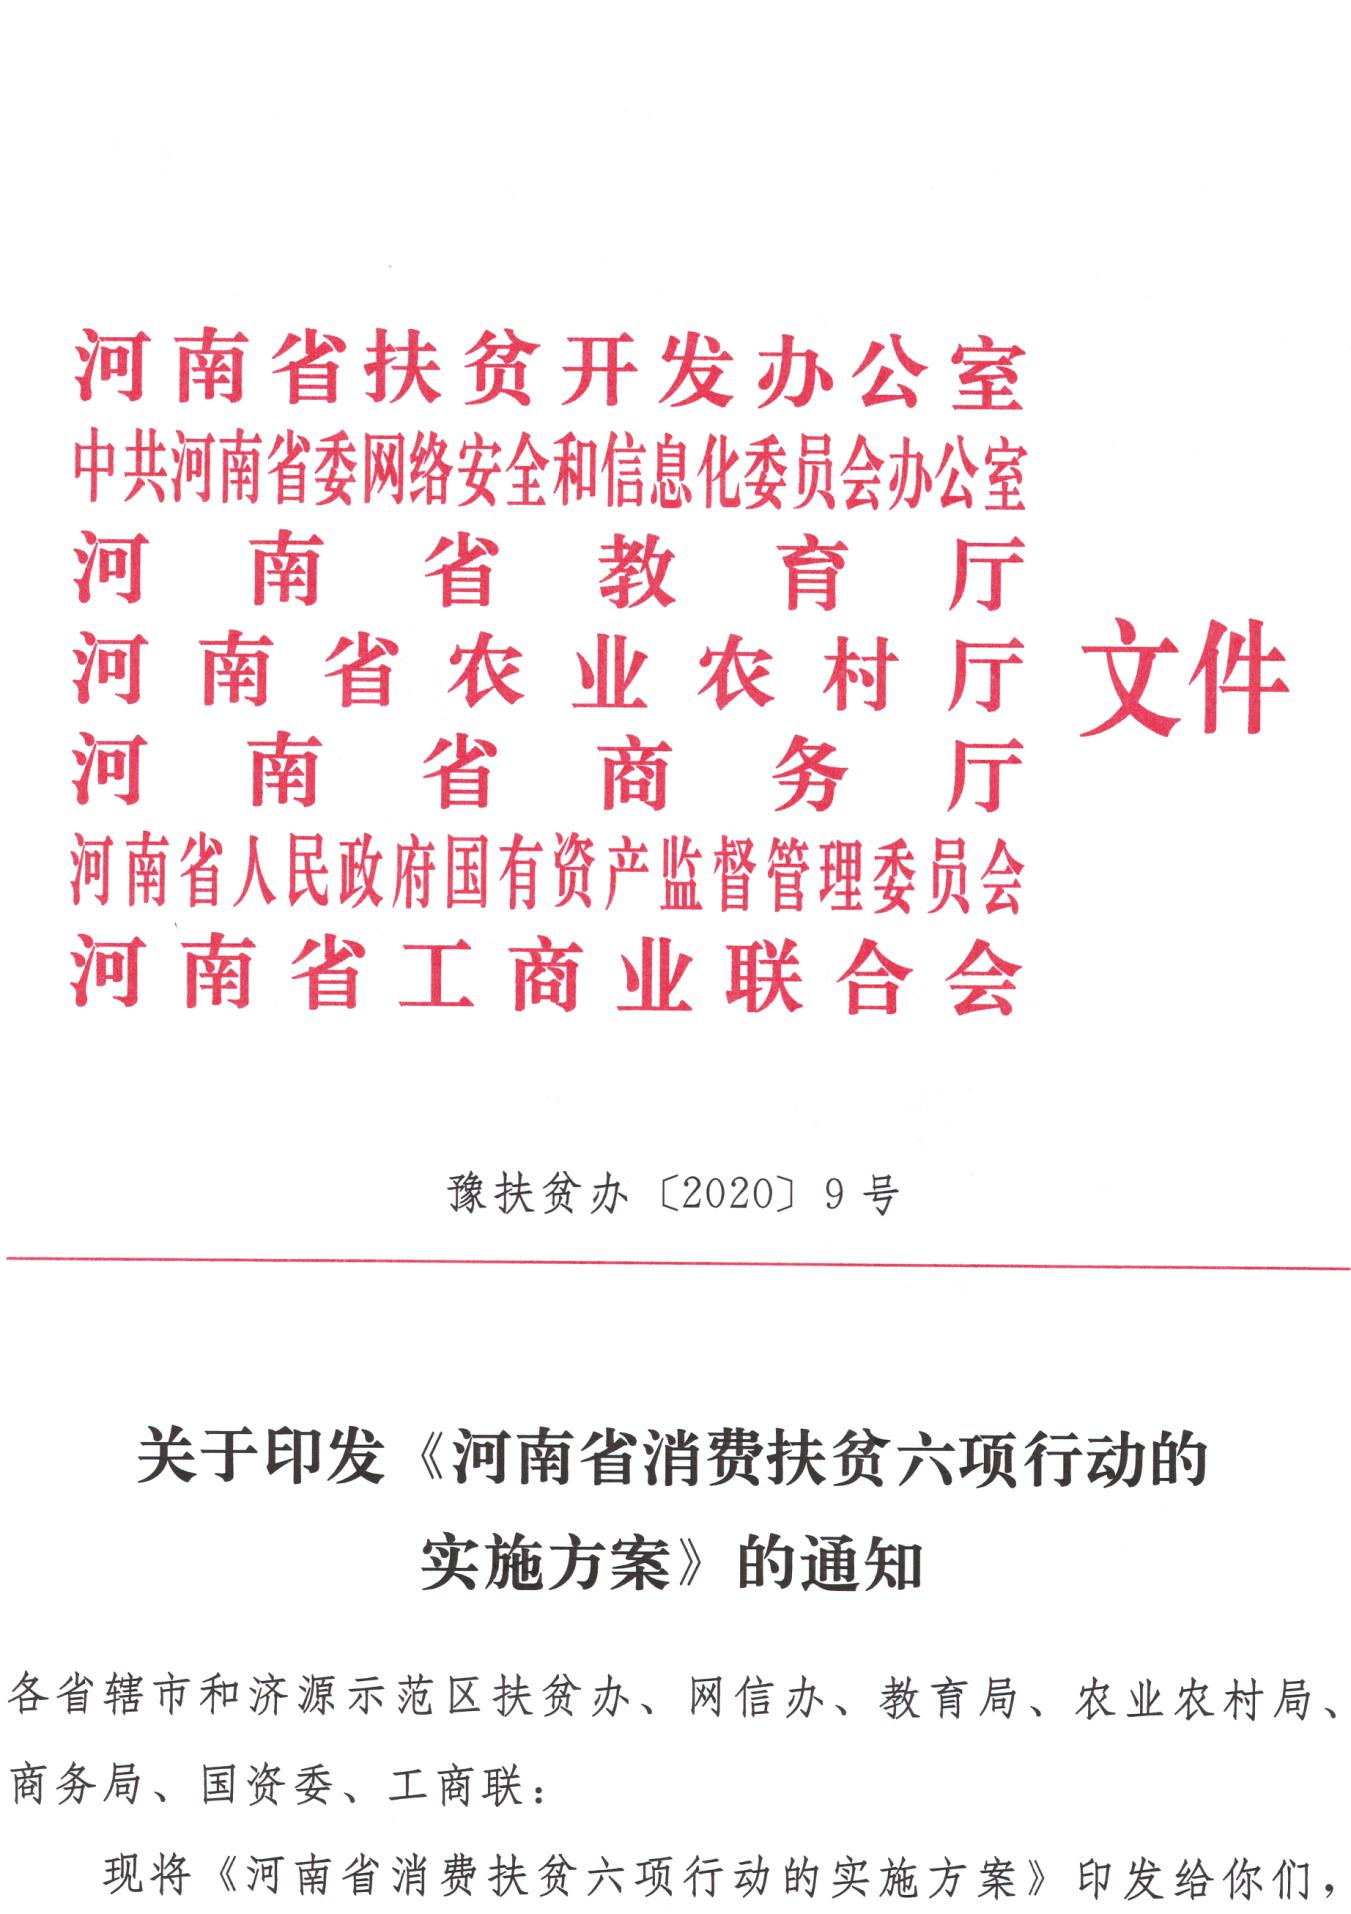 河南省扶贫开发办公室
中共河南省委网络安全和信息化委员会办公室
河南省教育厅
河南省农业农村厅
河南省商务厅
河南省人民政府国有资产监督管理委员会
河南省工商业联合会
文件
豫扶贫办〔2020〕9号
关于印发《河南省消费扶贫六项行动的
实施方案》的通知
各省辖市和济源示范区扶贫办、网信办、教育局、农业农村局、
商务局、国资委、工商联：
现将《河南省消费扶贫六项行动的实施方案》印发给你们，